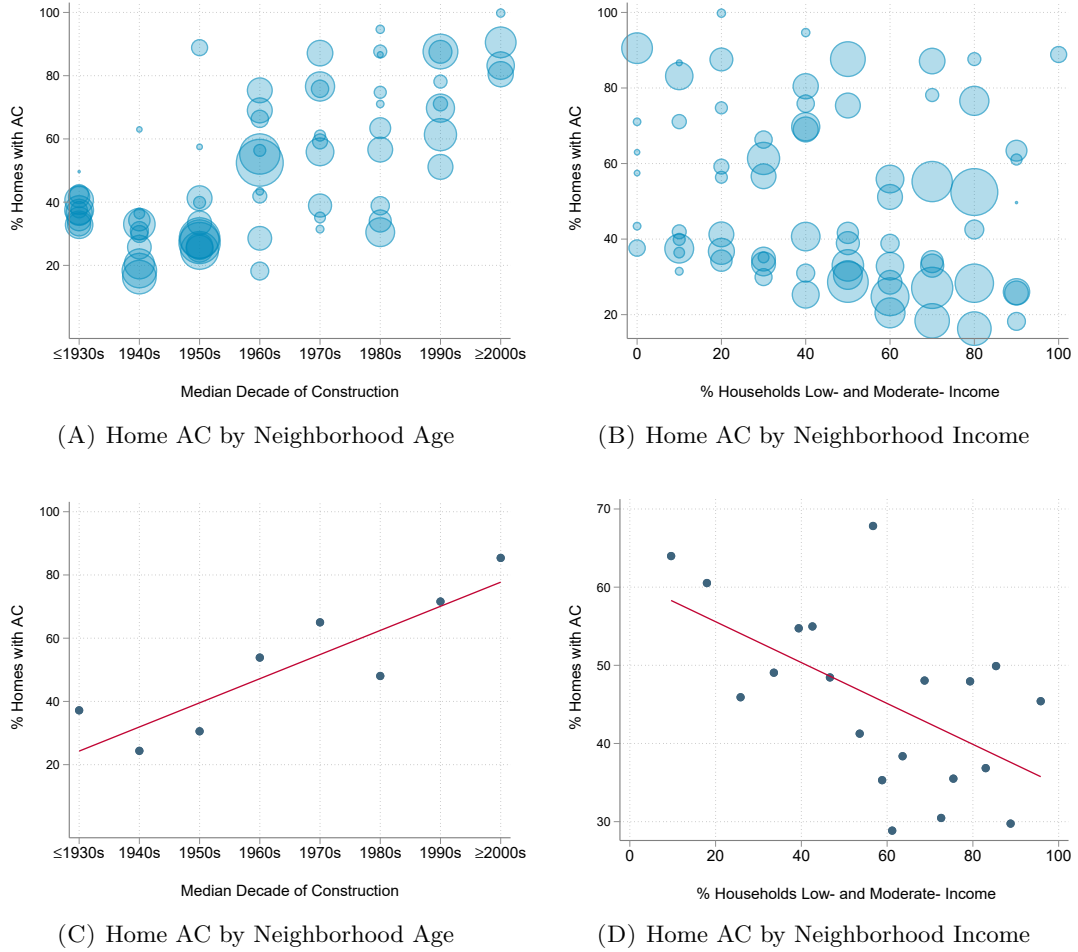 100
80
60
40
20
% Homes with AC
≤1930s 1940s 1950s 1960s 1970s 1980s 1990s ≥2000s
Median Decade of Construction
(A) Home AC by Neighborhood Age
100
80
60
40
20
% Homes with AC
0 20 40 60 80 100
% Households Low- and Moderate- Income
(B) Home AC by Neighborhood Income
100
80
60
40
20
% Homes with AC
≤1930s 1940s 1950s 1960s 1970s 1980s 1990s ≥2000s
Median Decade of Construction
(C) Home AC by Neighborhood Age
70
60
50
40
30
% Homes with AC
0 20 40 60 80 100
% Households Low- and Moderate- Income
(D) Home AC by Neighborhood Income